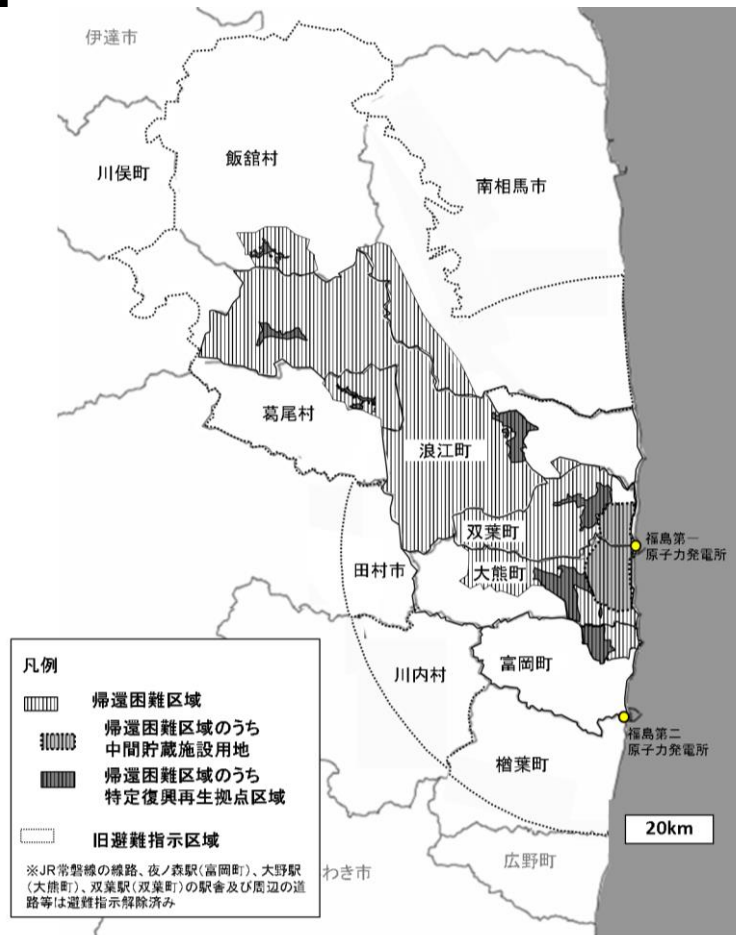 伊達市
川俣町
飯舘村
南相馬市
葛尾村
浪江町
双葉町
大熊町
福島第一
原子力発電所
田村市
川内村
富岡町
福島第二
原子力発電所
楢葉町
20km
広野町
わき市
凡例
帰還困難区域
帰還困難区域のうち
中間貯蔵施設用地
帰還困難区域のうち
特定復興再生拠点区域
旧避難指示区域
※JR常磐線の線路、夜ノ森駅(富岡町)、大野駅
(大熊町)、双葉駅(双葉町)の駅舎及び周辺の道
路等は避難指示解除済み